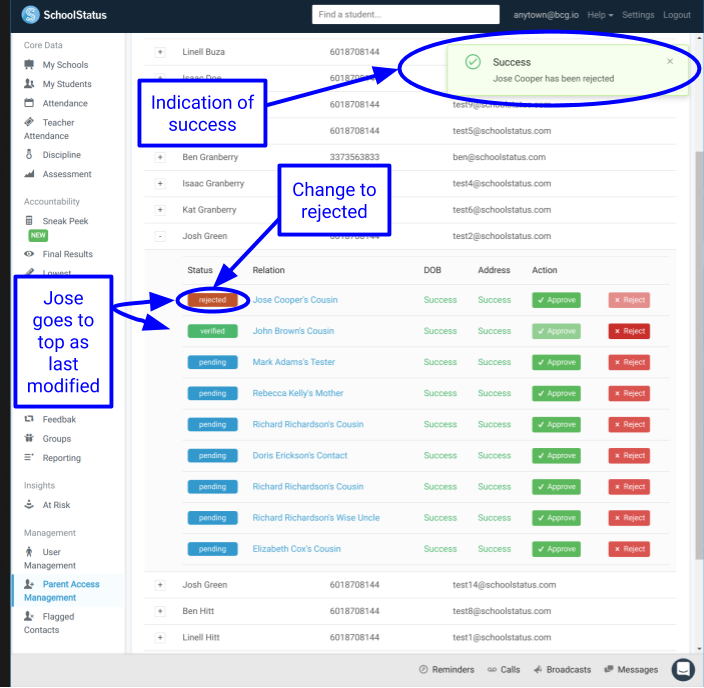 SchoolStatus
Find a student...
anytown@bcg.io Help Settings Logout
Core Data
My Schools
My Students
Attendance
Teacher
Attendance
Discipline
Assessment
Accountability
Sneak Peek
NEW
Final Results
Lowest
Feedbak
Groups
Reporting
Insights
At Risk
Management
User
Management
Parent Access
Management
Flagged
Contacts
+ Linell Buza 6018708144
+ Isaac Doe
test9@schoolstatus.com
6018708144 test5@schoolstatus.com
+ Ben Granberry 3373563833 ben@schoolstatus.com
+ Isaac Granberry test4@schoolstatus.com
+ Kat Granberry test6@schoolstatus.com
- Josh Green 6018708144 test2@schoolstatus.com
Success ×
Jose Cooper has been rejected
Indication of
success
Change to
rejected
Jose
goes to
top as
last
modified
Status Relation DOB Address Action
rejected Jose Cooper's Cousin Success Success ✓ Approve × Reject
verified John Brown's Cousin Success Success ✓ Approve × Reject
pending Mark Adams's Tester Success Success ✓ Approve × Reject
pending Rebecca Kelly's Mother Success Success ✓ Approve × Reject
pending Richard Richardson's Cousin Success Success ✓ Approve × Reject
pending Doris Erickson's Contact Success Success ✓ Approve × Reject
pending Richard Richardson's Cousin Success Success ✓ Approve × Reject
pending Richard Richardson's Wise Uncle Success Success ✓ Approve × Reject
pending Elizabeth Cox's Cousin Success Success ✓ Approve × Reject
+ Josh Green 6018708144 test14@schoolstatus.com
+ Ben Hitt 6018708144 test8@schoolstatus.com
+ Linell Hitt 6018708144 test1@schoolstatus.com
Reminders Calls Broadcasts Messages